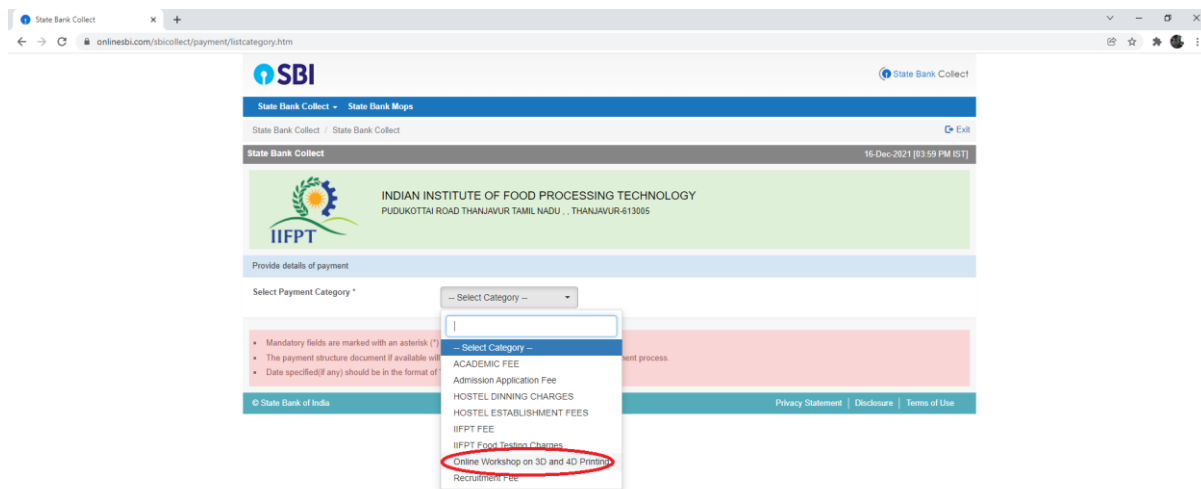 State Bank Collect
onlinesbi.com/sbicollect/payment/listcategory.htm
SBI
State Bank Collect
State Bank Collect State Bank Mops
State Bank Collect / State Bank Collect Exit
State Bank Collect 16-Dec-2021 [03:59 PM IST]
IIFPT
INDIAN INSTITUTE OF FOOD PROCESSING TECHNOLOGY
PUDUKOTTAI ROAD THANJAVUR TAMIL NADU , , THANJAVUR-613005
Provide details of payment
Select Payment Category *
-- Select Category --
Mandatory fields are marked with an asterisk (*)
The payment structure document if available will ent process.
Date specified(if any) should be in the format of
-- Select Category --
ACADEMIC FEE
Admission Application Fee
HOSTEL DINNING CHARGES
HOSTEL ESTABLISHMENT FEES
IIFPT FEE
IIFPT Food Testing Charges
Online Workshop on 3D and 4D Printing
Recruitment Fee
© State Bank of India Privacy Statement | Disclosure | Terms of Use